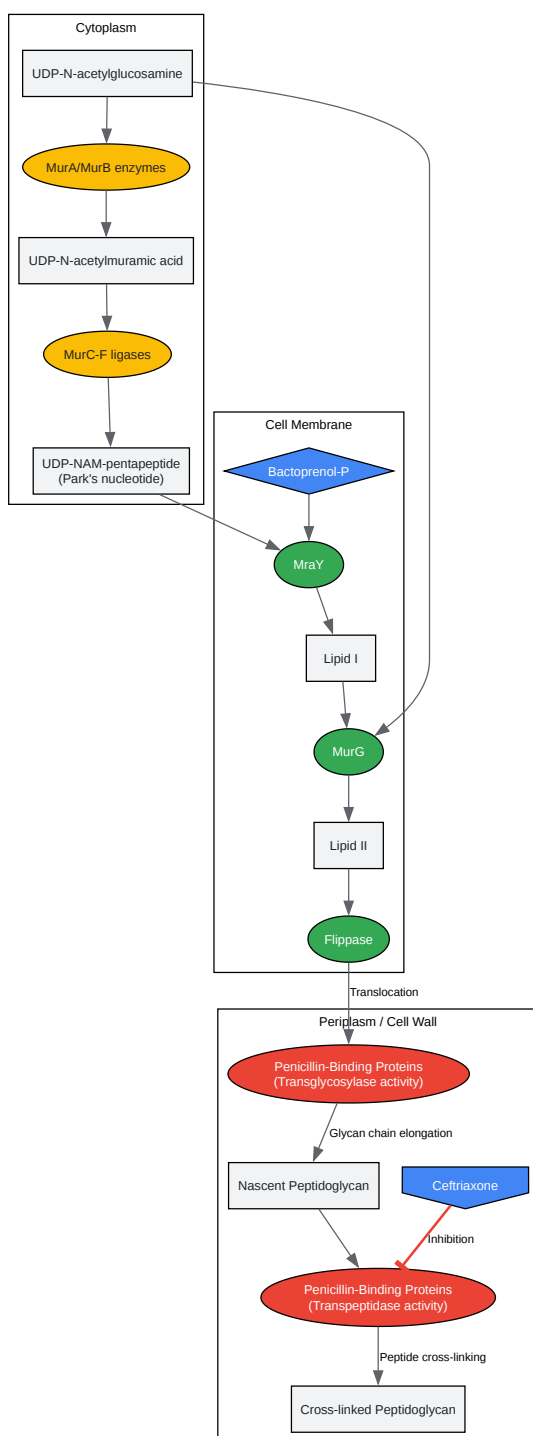 Cytoplasm
UDP-N-acetylglucosamine
MurA/MurB enzymes
UDP-N-acetylmuramic acid
MurC-F ligases
UDP-NAM-pentapeptide
(Park's nucleotide)
Cell Membrane
Bactoprenol-P
MraY
Lipid I
MurG
Lipid II
Flippase
Translocation
Periplasm / Cell Wall
Penicillin-Binding Proteins
(Transglycosylase activity)
Glycan chain elongation
Nascent Peptidoglycan
Ceftriaxone
Inhibition
Penicillin-Binding Proteins
(Transpeptidase activity)
Peptide cross-linking
Cross-linked Peptidoglycan